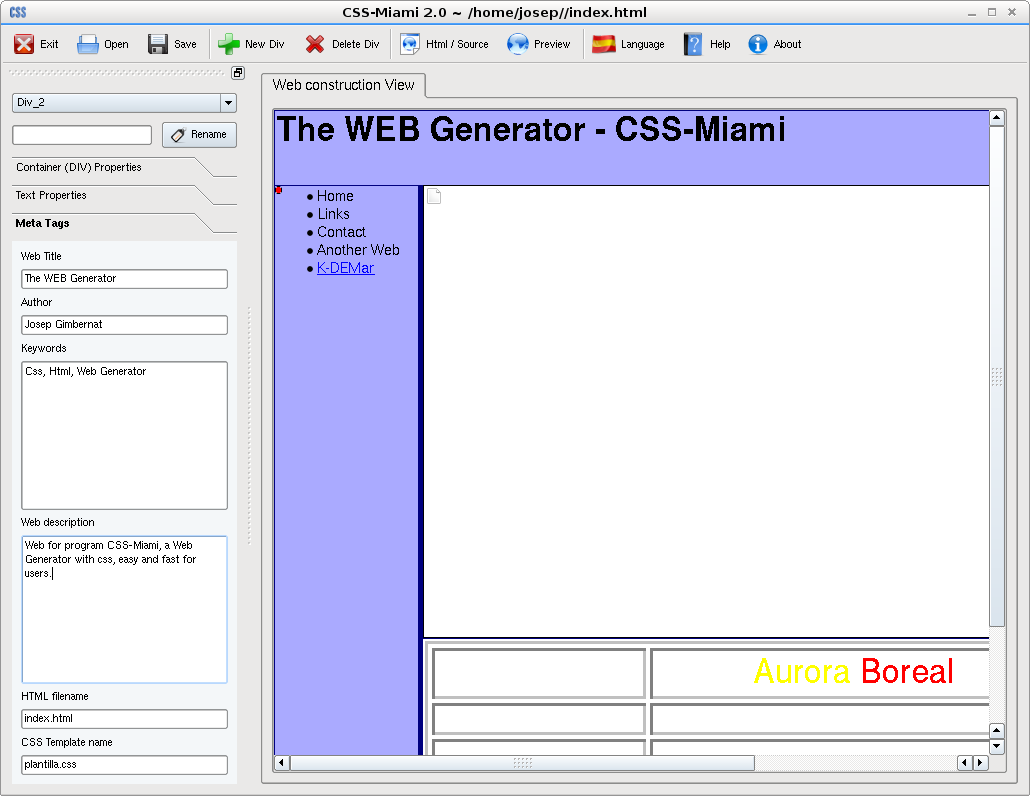 CSS
CSS-Miami 2.0 ~ /home/josep//index.html
Exit
Open
Save
New Div
Delete Div
Html / Source
Preview
Language
Help
About
Div_2
Rename
Container (DIV) Properties
Text Properties
Meta Tags
Web Title
The WEB Generator
Author
Josep Gimbernat
Keywords
Css, Html, Web Generator
Web description
Web for program CSS-Miami, a Web
Generator with css, easy and fast for
users.
HTML filename
index.html
CSS Template name
plantilla.css
Web construction View
The WEB Generator - CSS-Miami
Home
Links
Contact
Another Web
K-DEMar
Aurora Boreal